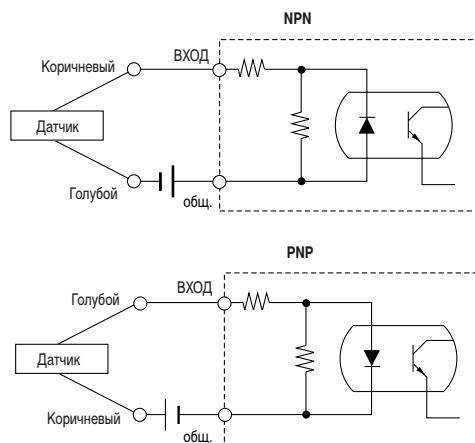 NPN
ВХОД
Коричневый
Датчик
Голубой
общ.
PNP
ВХОД
Голубой
Датчик
Коричневый
общ.